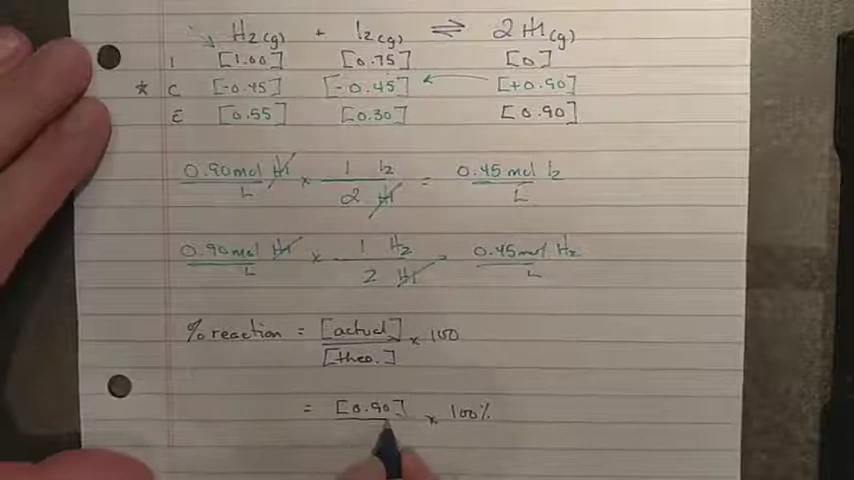 H₂(g) + I₂(g) ⇌ 2 HI(g)
I [1.00] [0.75] [0]
* C [-0.45] [-0.45] ← [+0.90]
E [0.55] [0.30] [0.90]
0.90 mol HI / L × 1 I₂ / 2 HI = 0.45 mol I₂ / L
0.90 mol HI / L × 1 H₂ / 2 HI = 0.45 mol H₂ / L
% reaction = [actual] / [theo.] × 100
= [0.90] × 100%